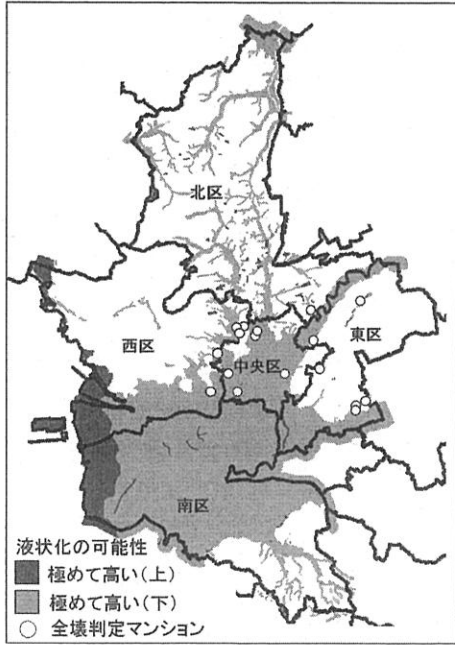 北区
西区
中央区
東区
南区
液状化の可能性
極めて高い(上)
極めて高い(下)
全壊判定マンション